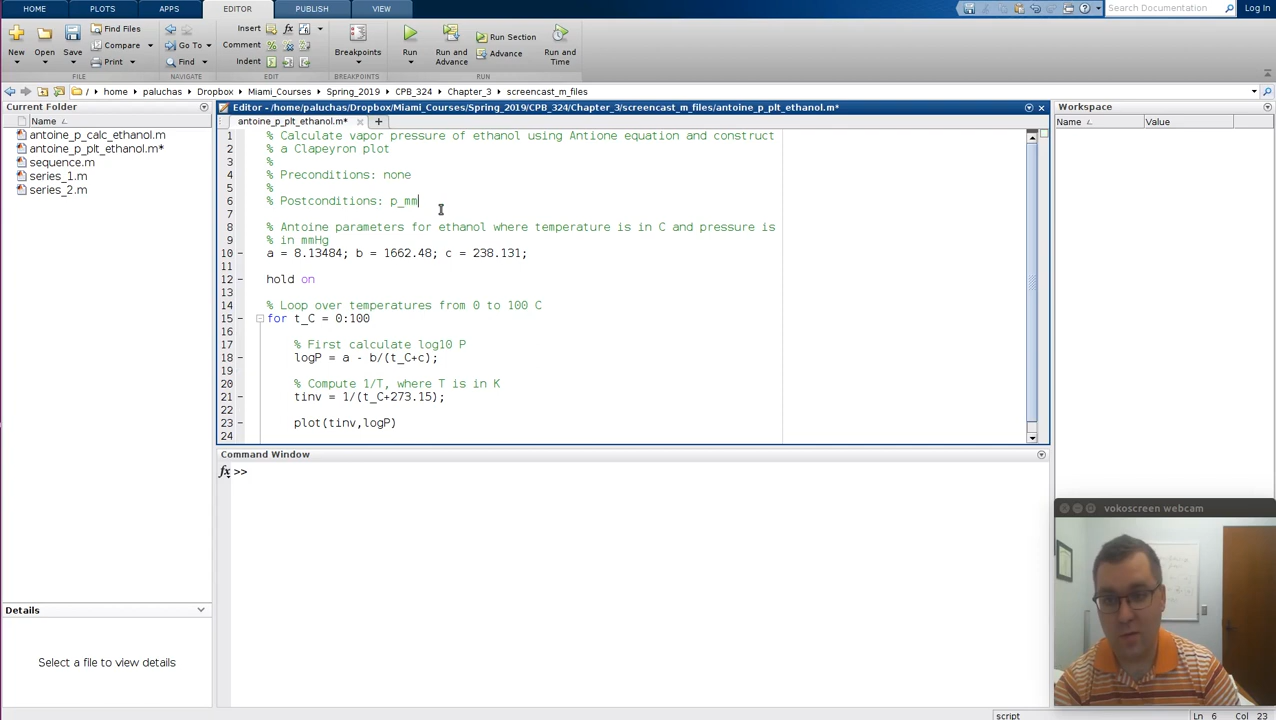 HOME PLOTS APPS EDITOR PUBLISH VIEW Search Documentation Log In
New Open Save Find Files Compare Print
Go To Find
Insert Comment Indent
Breakpoints
Run Run and Advance Run Section Advance Run and Time
FILE NAVIGATE EDIT BREAKPOINTS RUN
/ home paluchas Dropbox Miami_Courses Spring_2019 CPB_324 Chapter_3 screencast_m_files
Current Folder
Name
antoine_p_calc_ethanol.m
antoine_p_plt_ethanol.m*
sequence.m
series_1.m
series_2.m
Details
Select a file to view details
Editor - /home/paluchas/Dropbox/Miami_Courses/Spring_2019/CPB_324/Chapter_3/screencast_m_files/antoine_p_plt_ethanol.m*
antoine_p_plt_ethanol.m*
1 % Calculate vapor pressure of ethanol using Antione equation and construct
2 % a Clapeyron plot
3 %
4 % Preconditions: none
5 %
6 % Postconditions: p_mm
7
8 % Antoine parameters for ethanol where temperature is in C and pressure is
9 % in mmHg
10 a = 8.13484; b = 1662.48; c = 238.131;
11
12 hold on
13
14 % Loop over temperatures from 0 to 100 C
15 for t_C = 0:100
16
17 % First calculate log10 P
18 logP = a - b/(t_C+c);
19
20 % Compute 1/T, where T is in K
21 tinv = 1/(t_C+273.15);
22
23 plot(tinv,logP)
24
Command Window
fx >>
Workspace
Name Value
vokoscreen webcam
script Ln 6 Col 23